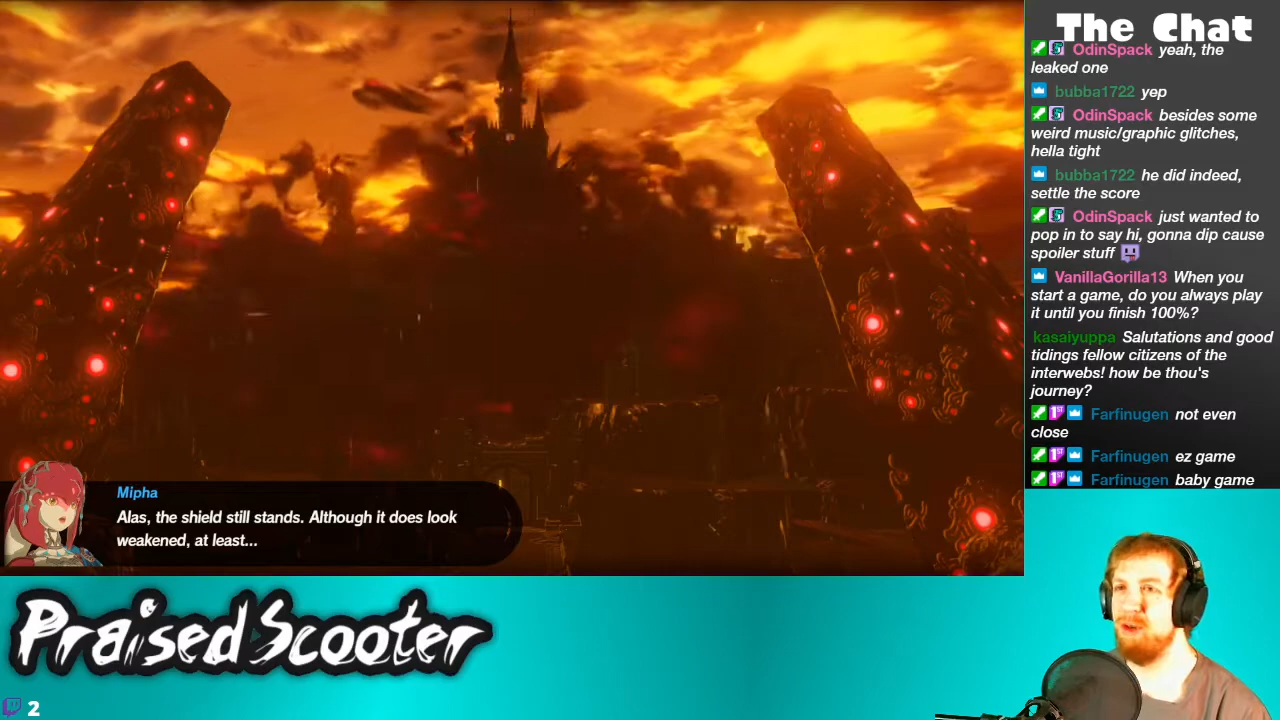 The Chat
OdinSpack yeah, the
leaked one
bubba1722 yep
OdinSpack besides some
weird music/graphic glitches,
hella tight
bubba1722 he did indeed,
settle the score
OdinSpack just wanted to
pop in to say hi, gonna dip cause
spoiler stuff
VanillaGorilla13 When you
start a game, do you always play
it until you finish 100%?
kasaiyuppa Salutations and good
tidings fellow citizens of the
interwebs! how be thou's
journey?
1ST Farfinugen not even
close
1ST Farfinugen ez game
1ST Farfinugen baby game
Mipha
Alas, the shield still stands. Although it does look
weakened, at least...
PraisedScooter
2